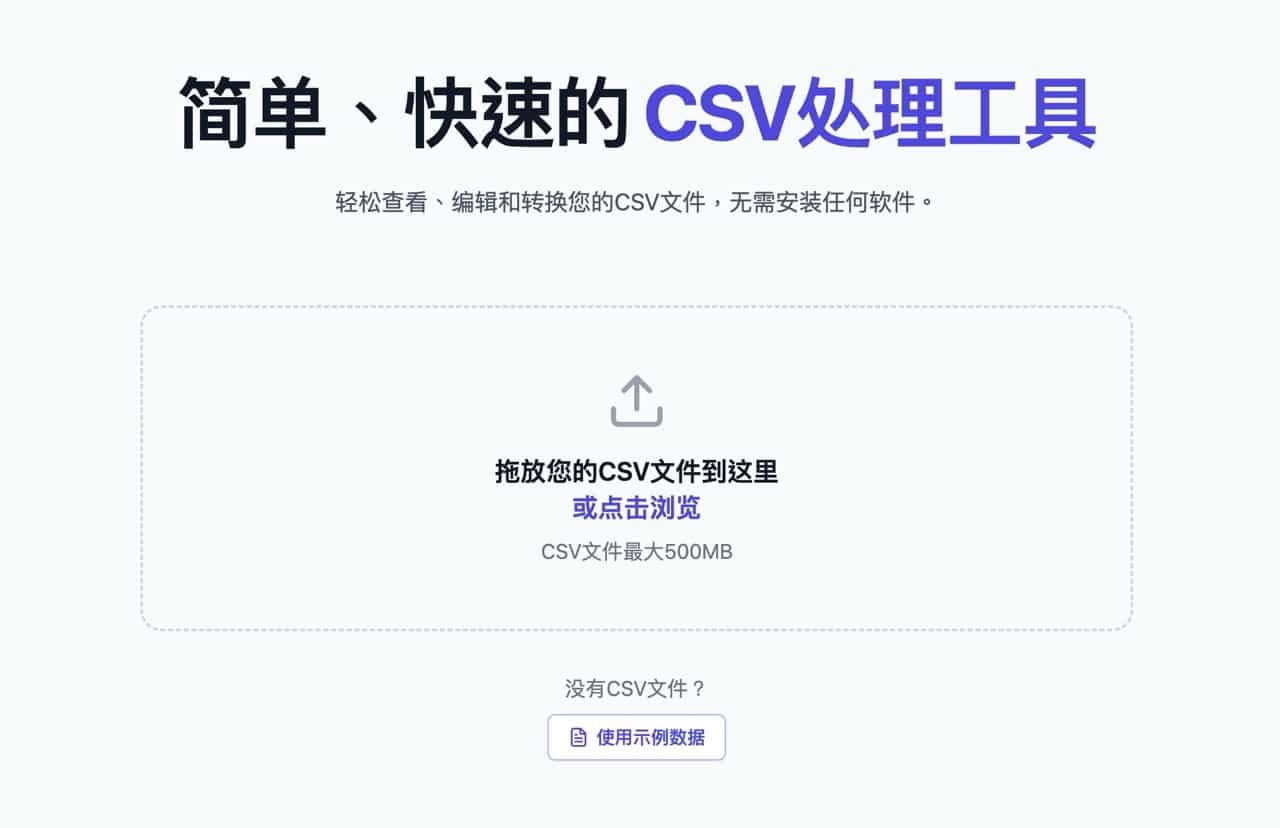 简单、快速的 CSV处理工具
轻松查看、编辑和转换您的CSV文件，无需安装任何软件。
拖放您的CSV文件到这里
或点击浏览
CSV文件最大500MB
没有CSV文件？
使用示例数据